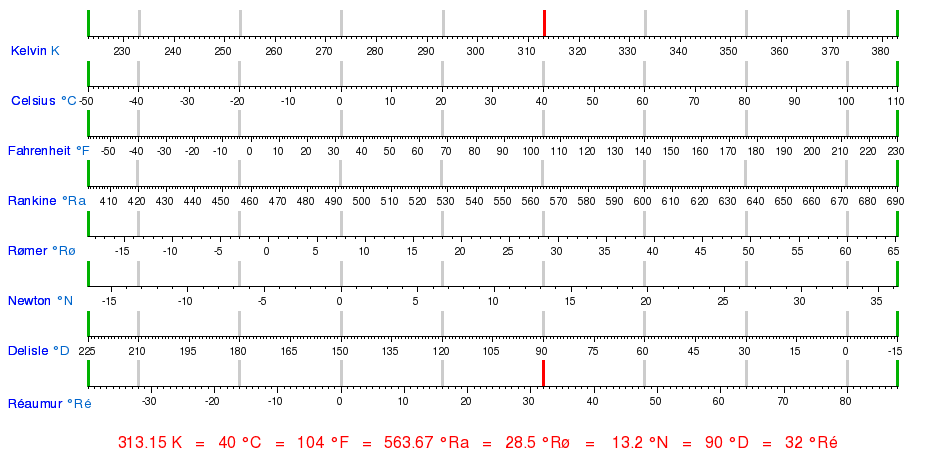 Kelvin K 230 240 250 260 270 280 290 300 310 320 330 340 350 360 370 380
Celsius °C -50 -40 -30 -20 -10 0 10 20 30 40 50 60 70 80 90 100 110
Fahrenheit °F -50 -40 -30 -20 -10 0 10 20 30 40 50 60 70 80 90 100 110 120 130 140 150 160 170 180 190 200 210 220 230
Rankine °Ra 410 420 430 440 450 460 470 480 490 500 510 520 530 540 550 560 570 580 590 600 610 620 630 640 650 660 670 680 690
Rømer °Rø -15 -10 -5 0 5 10 15 20 25 30 35 40 45 50 55 60 65
Newton °N -15 -10 -5 0 5 10 15 20 25 30 35
Delisle °D 225 210 195 180 165 150 135 120 105 90 75 60 45 30 15 0 -15
Réaumur °Ré -30 -20 -10 0 10 20 30 40 50 60 70 80
313.15 K = 40 °C = 104 °F = 563.67 °Ra = 28.5 °Rø = 13.2 °N = 90 °D = 32 °Ré